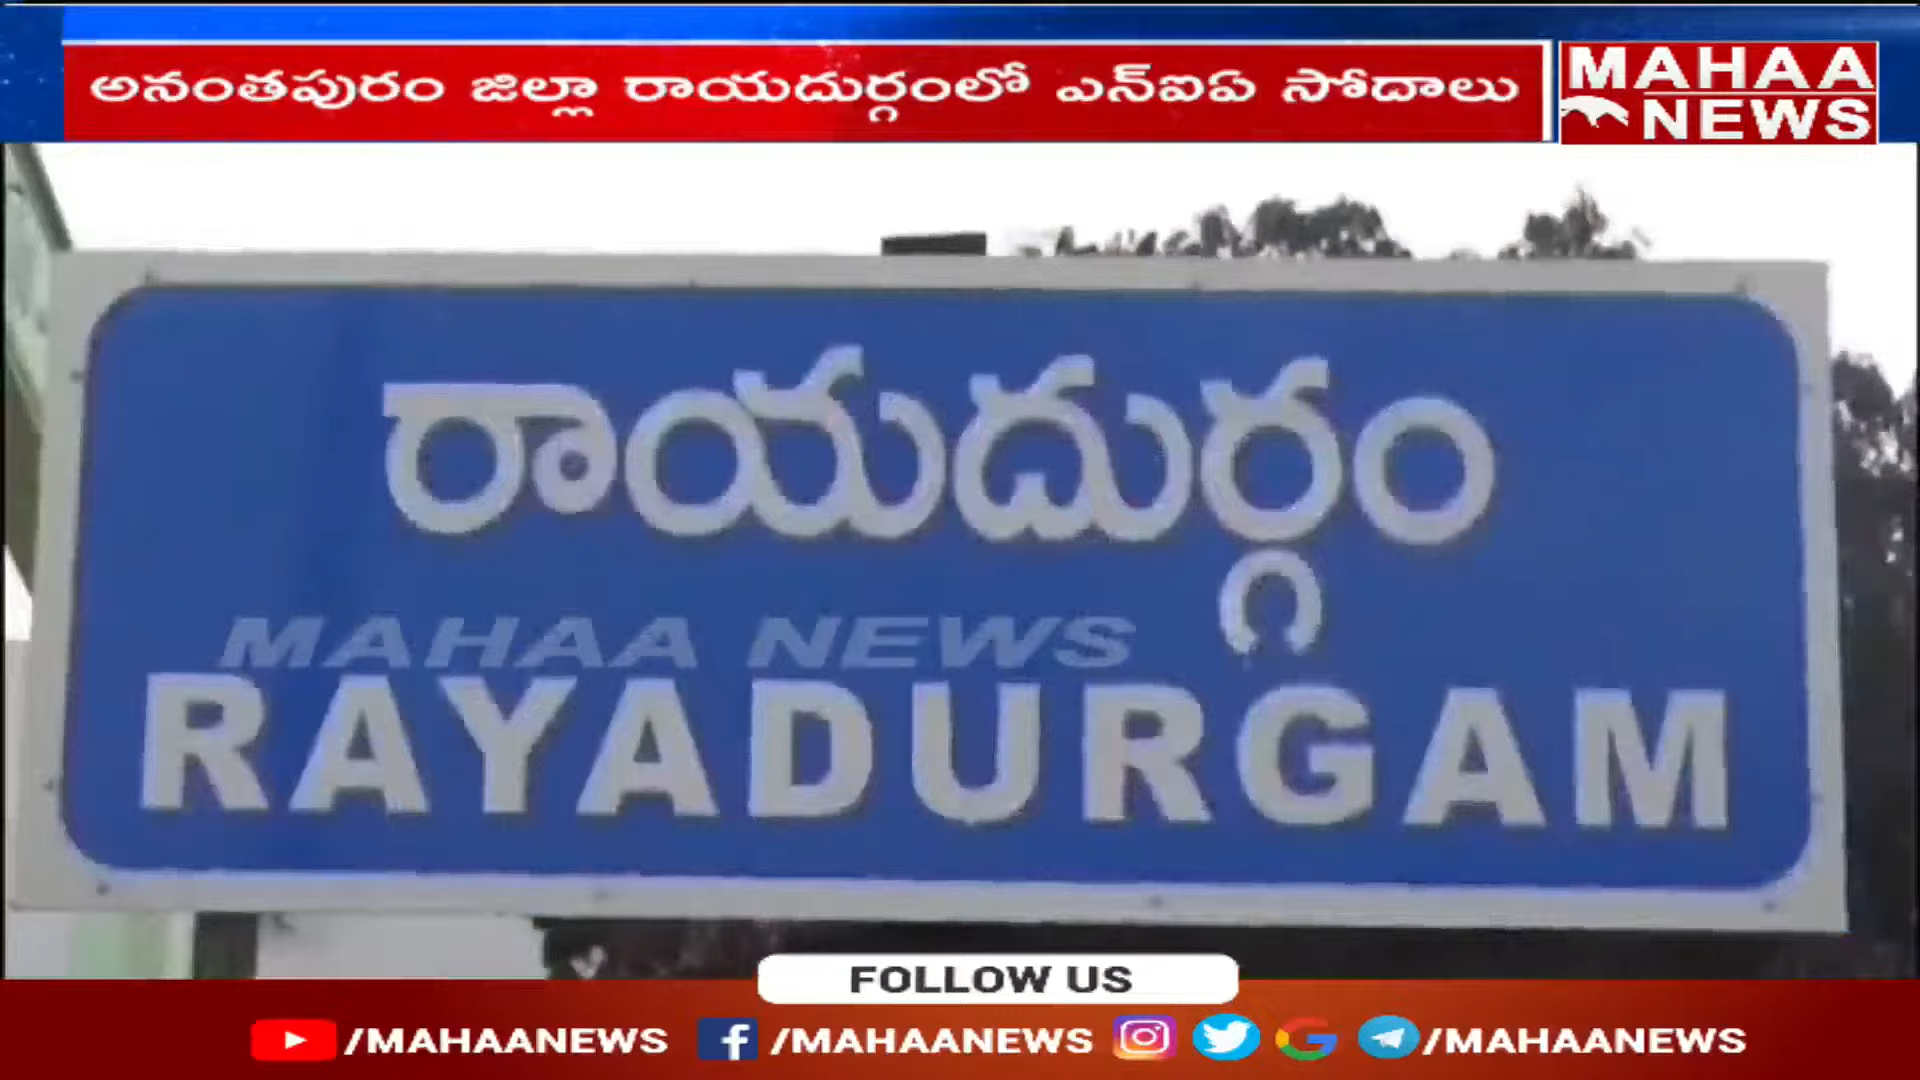 అనంతపురం జిల్లా రాయదుర్గంలో ఎన్ఐఏ సోదాలు
MAHAA
NEWS
రాయదుర్గం
MAHAA NEWS
RAYADURGAM
FOLLOW US
/MAHAANEWS /MAHAANEWS /MAHAANEWS